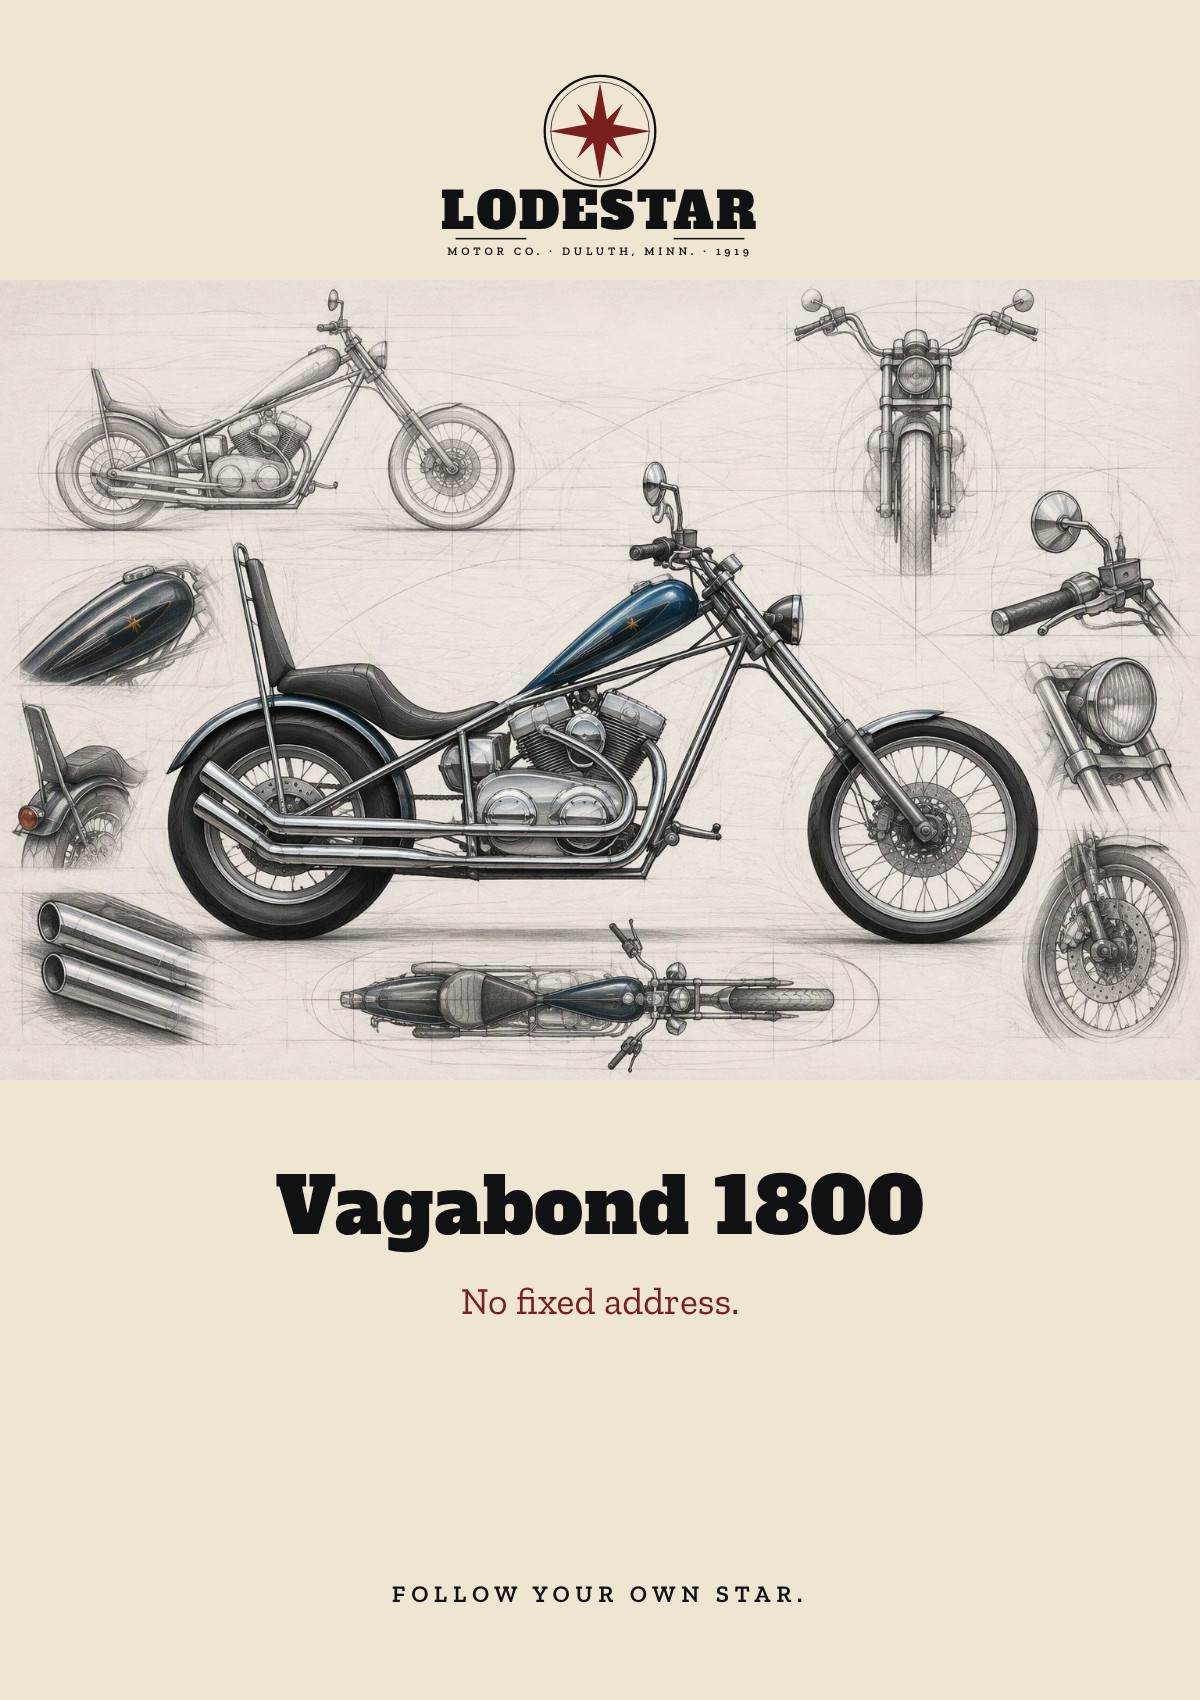 LODESTAR
MOTOR CO. · DULUTH, MINN. · 1919
Vagabond 1800
No fixed address.
FOLLOW YOUR OWN STAR.